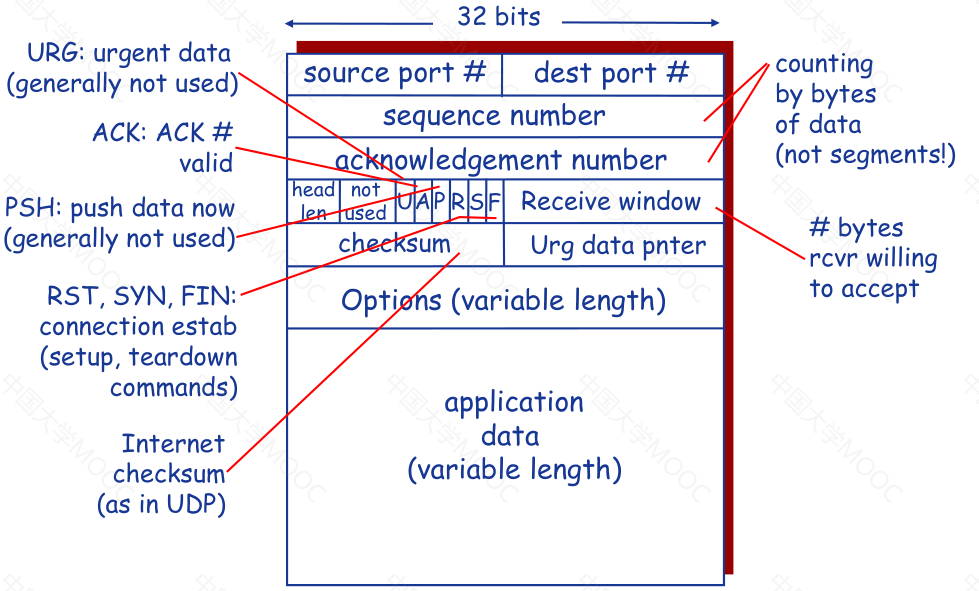 32 bits
URG: urgent data
(generally not used)
ACK: ACK #
valid
PSH: push data now
(generally not used)
RST, SYN, FIN:
connection estab
(setup, teardown
commands)
Internet
checksum
(as in UDP)
source port #
dest port #
sequence number
acknowledgement number
head
len
not
used
U
A
P
R
S
F
Receive window
checksum
Urg data pnter
Options (variable length)
application
data
(variable length)
counting
by bytes
of data
(not segments!)
# bytes
rcvr willing
to accept
中国大学MOOC